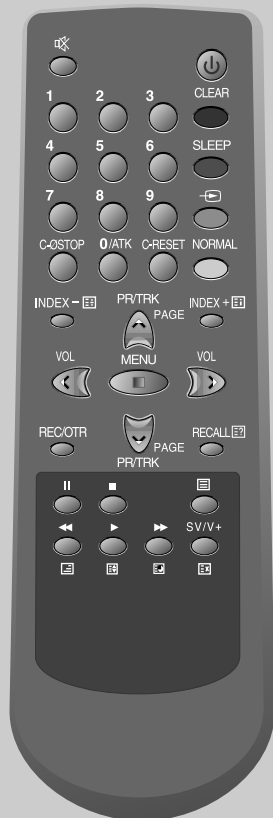 CLEAR
1 2 3
4 5 6 SLEEP
7 8 9
C-ØSTOP 0/ATK C-RESET NORMAL
INDEX – PR/TRK INDEX +
PAGE
VOL MENU VOL
REC/OTR PAGE RECALL
PR/TRK
SV/V+